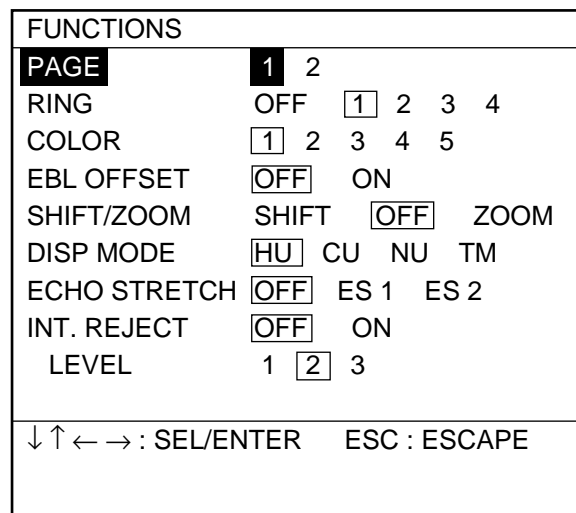 FUNCTIONS
PAGE 1 2
RING OFF 1 2 3 4
COLOR 1 2 3 4 5
EBL OFFSET OFF ON
SHIFT/ZOOM SHIFT OFF ZOOM
DISP MODE HU CU NU TM
ECHO STRETCH OFF ES 1 ES 2
INT. REJECT OFF ON
LEVEL 1 2 3
↓ ↑ ← → : SEL/ENTER ESC : ESCAPE